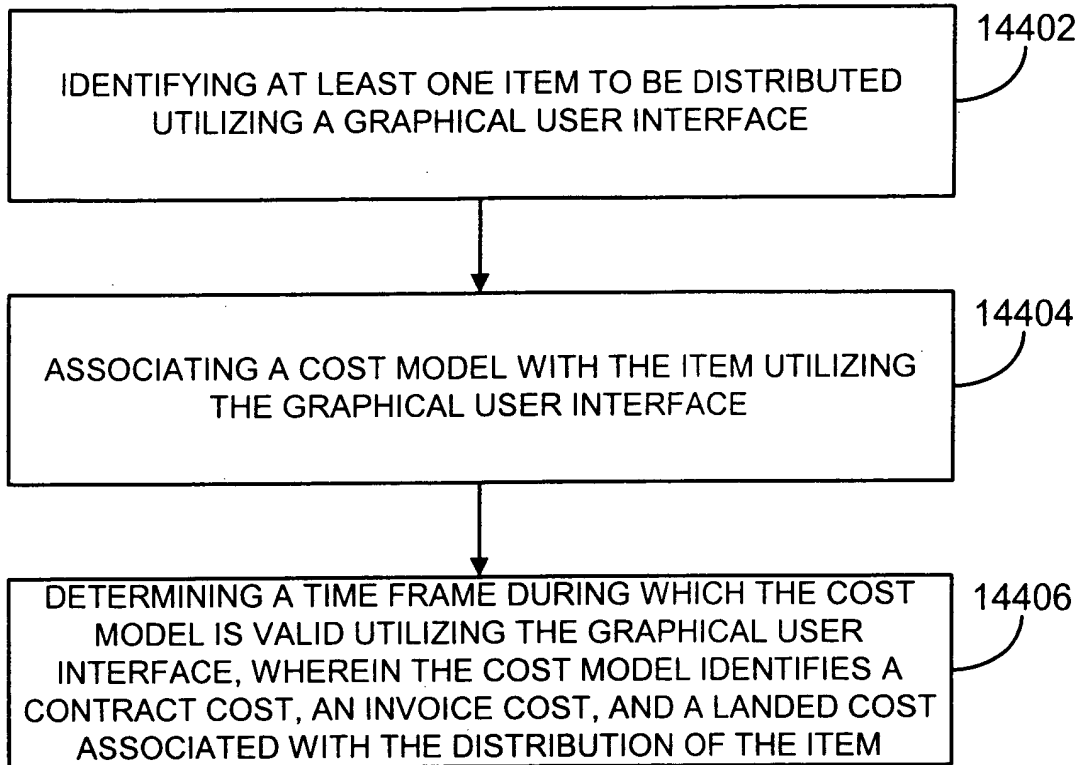 14402
IDENTIFYING AT LEAST ONE ITEM TO BE DISTRIBUTED
UTILIZING A GRAPHICAL USER INTERFACE
14404
ASSOCIATING A COST MODEL WITH THE ITEM UTILIZING
THE GRAPHICAL USER INTERFACE
14406
DETERMINING A TIME FRAME DURING WHICH THE COST
MODEL IS VALID UTILIZING THE GRAPHICAL USER
INTERFACE, WHEREIN THE COST MODEL IDENTIFIES A
CONTRACT COST, AN INVOICE COST, AND A LANDED COST
ASSOCIATED WITH THE DISTRIBUTION OF THE ITEM